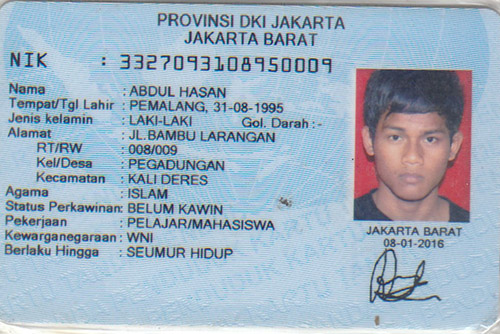 PROVINSI DKI JAKARTA
JAKARTA BARAT
NIK : 3327093108950009
Nama : ABDUL HASAN
Tempat/Tgl Lahir : PEMALANG, 31-08-1995
Jenis kelamin : LAKI-LAKI Gol. Darah : -
Alamat : JL.BAMBU LARANGAN
RT/RW : 008/009
Kel/Desa : PEGADUNGAN
Kecamatan : KALI DERES
Agama : ISLAM
Status Perkawinan: BELUM KAWIN
Pekerjaan : PELAJAR/MAHASISWA
Kewarganegaraan: WNI
Berlaku Hingga : SEUMUR HIDUP
JAKARTA BARAT
08-01-2016